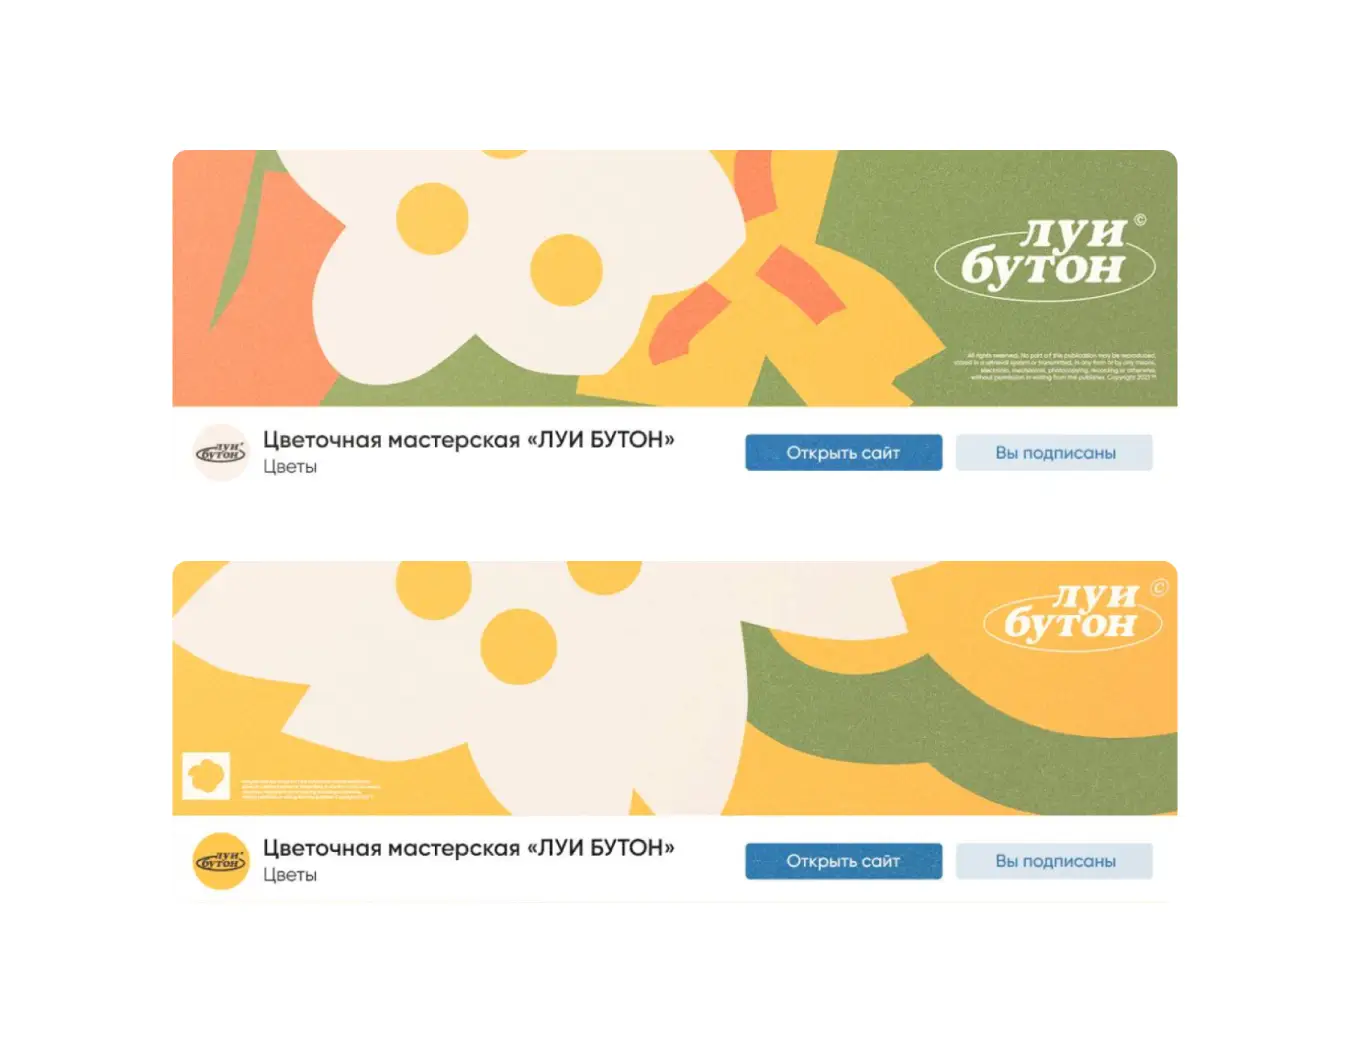 луи©
бутон
All rights reserved. No part of this publication may be reproduced,
stored in a retrieval system or transmitted, in any form or by any means,
electronic, mechanical, photocopying, recording or otherwise,
without permission in writing from the publisher. Copyright 2021™
луи
бутон
Цветочная мастерская «ЛУИ БУТОН»
Цветы
Открыть сайт
Вы подписаны
луи ©
бутон
луи
бутон
Цветочная мастерская «ЛУИ БУТОН»
Цветы
Открыть сайт
Вы подписаны